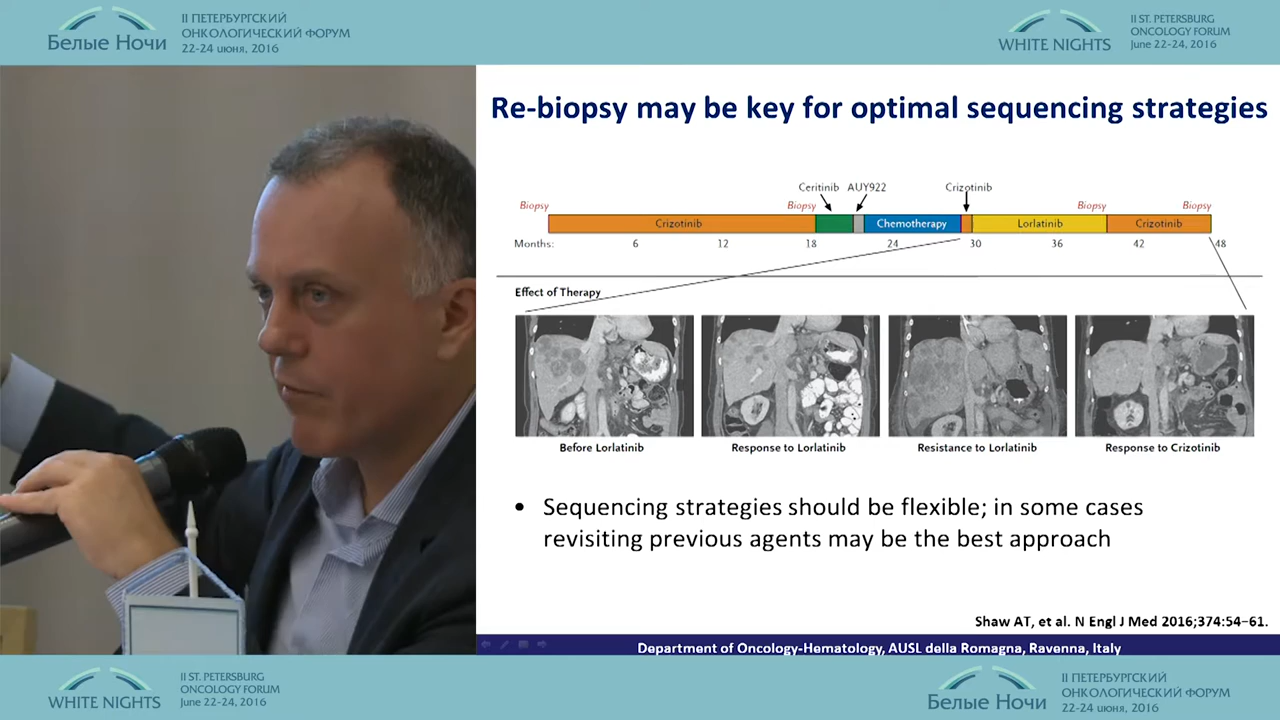 Белые Ночи
II ПЕТЕРБУРГСКИЙ
ОНКОЛОГИЧЕСКИЙ ФОРУМ
22-24 июня, 2016
WHITE NIGHTS
II ST. PETERSBURG
ONCOLOGY FORUM
June 22-24, 2016
Re-biopsy may be key for optimal sequencing strategies
Ceritinib AUY922 Crizotinib
Biopsy Biopsy Biopsy Biopsy
Crizotinib Chemotherapy Lorlatinib Crizotinib
Months: 6 12 18 24 30 36 42 48
Effect of Therapy
Before Lorlatinib Response to Lorlatinib Resistance to Lorlatinib Response to Crizotinib
• Sequencing strategies should be flexible; in some cases
revisiting previous agents may be the best approach
Shaw AT, et al. N Engl J Med 2016;374:54–61.
Department of Oncology-Hematology, AUSL della Romagna, Ravenna, Italy
WHITE NIGHTS
II ST. PETERSBURG
ONCOLOGY FORUM
June 22-24, 2016
Белые Ночи
II ПЕТЕРБУРГСКИЙ
ОНКОЛОГИЧЕСКИЙ ФОРУМ
22-24 июня, 2016